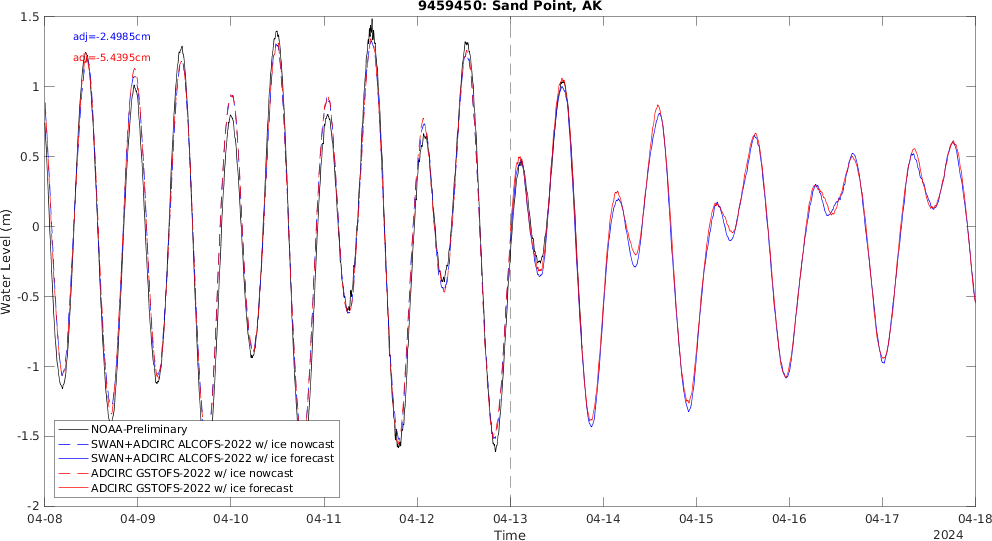 9459450: Sand Point, AK
adj=-2.4985cm
adj=-5.4395cm
Water Level (m)
1.5
1
0.5
0
-0.5
-1
-1.5
-2
NOAA-Preliminary
SWAN+ADCIRC ALCOFS-2022 w/ ice nowcast
SWAN+ADCIRC ALCOFS-2022 w/ ice forecast
ADCIRC GSTOFS-2022 w/ ice nowcast
ADCIRC GSTOFS-2022 w/ ice forecast
04-08 04-09 04-10 04-11 04-12 04-13 04-14 04-15 04-16 04-17 04-18
Time
2024